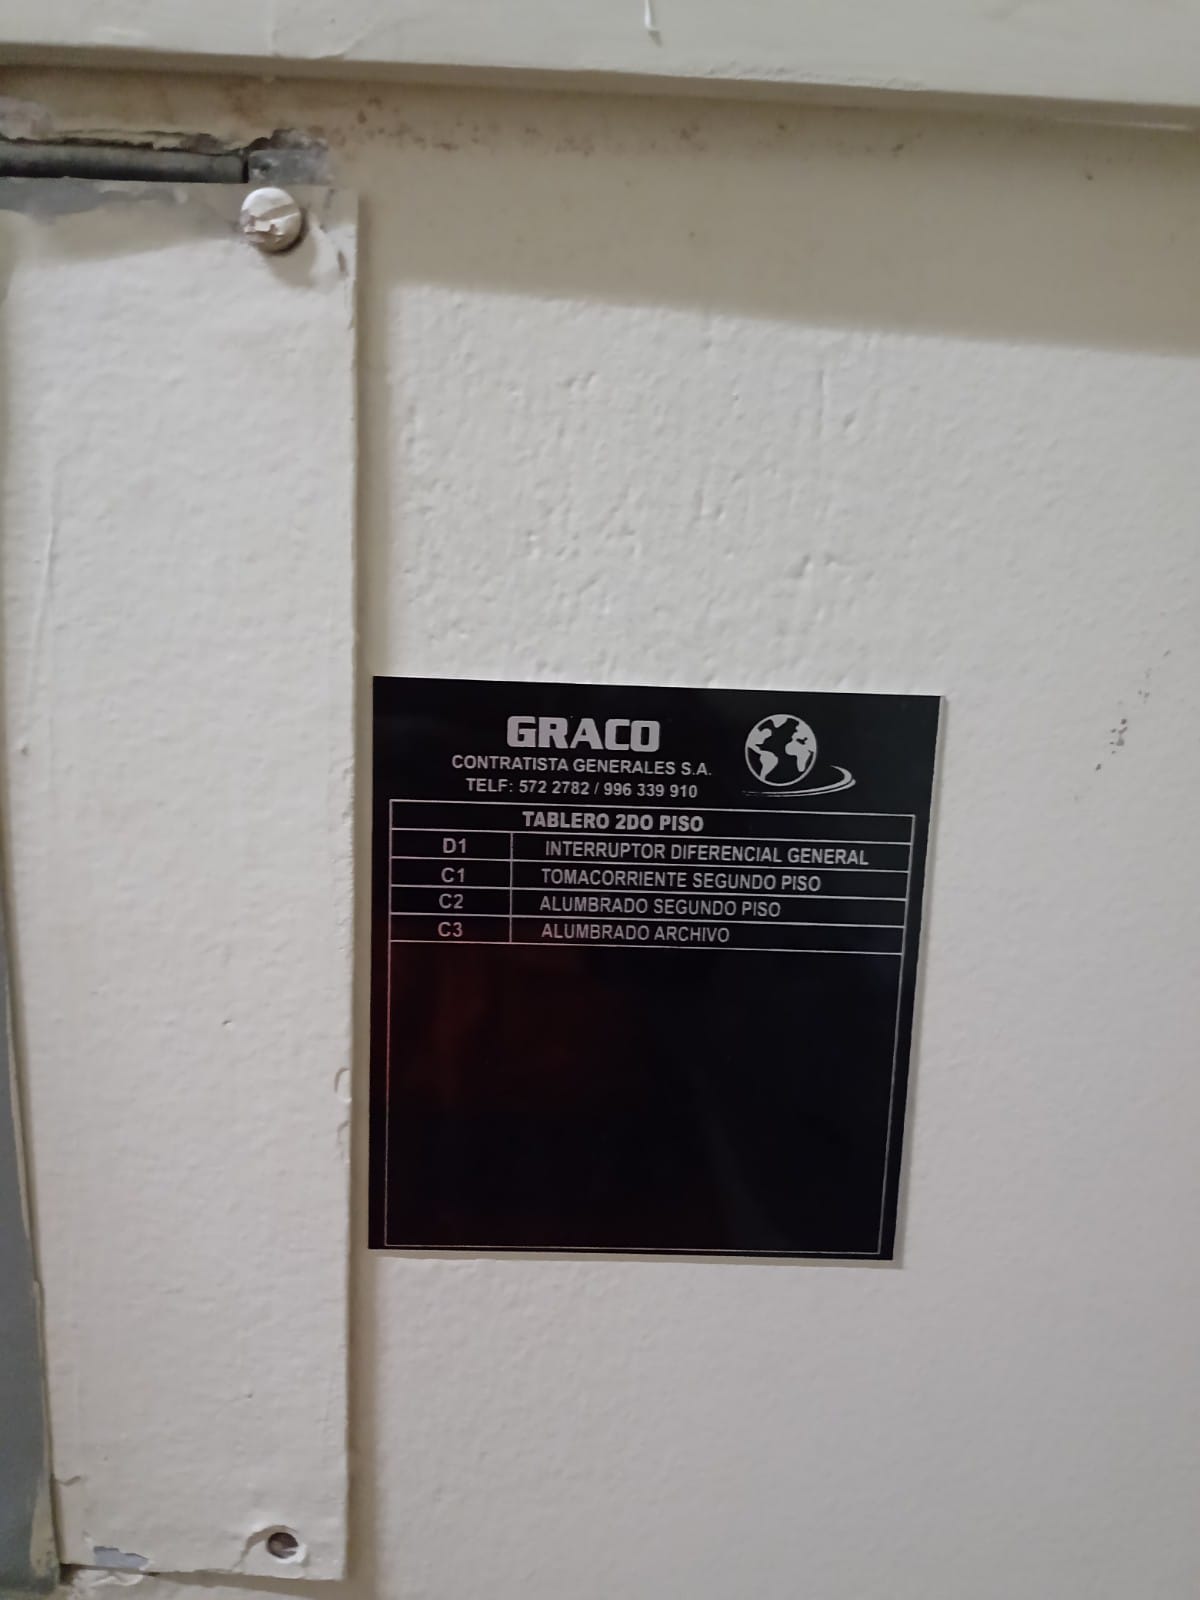 GRACO
CONTRATISTA GENERALES S.A.
TELF: 572 2782 / 996 339 910
TABLERO 2DO PISO
D1 INTERRUPTOR DIFERENCIAL GENERAL
C1 TOMACORRIENTE SEGUNDO PISO
C2 ALUMBRADO SEGUNDO PISO
C3 ALUMBRADO ARCHIVO